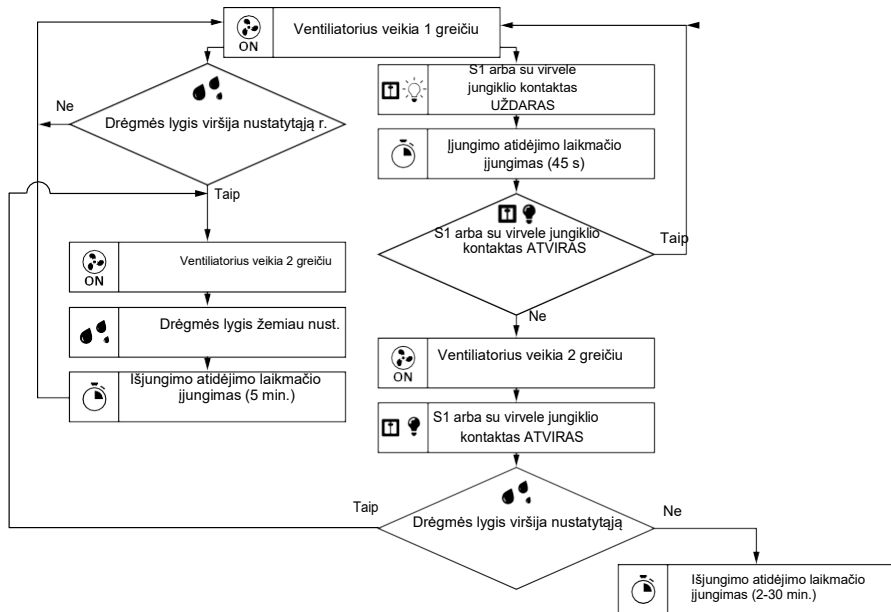 ON
Ventiliatorius veikia 1 greičiu
Ne
Drėgmės lygis viršija nustatytąją r.
Taip
ON
Ventiliatorius veikia 2 greičiu
Drėgmės lygis žemiau nust.
Išjungimo atidėjimo laikmačio
įjungimas (5 min.)
S1 arba su virvele
jungiklio kontaktas
UŽDARAS
Įjungimo atidėjimo laikmačio
įjungimas (45 s)
S1 arba su virvele jungiklio
kontaktas ATVIRAS
Taip
Ne
ON
Ventiliatorius veikia 2 greičiu
S1 arba su virvele jungiklio
kontaktas ATVIRAS
Taip
Drėgmės lygis viršija nustatytąją
Ne
Išjungimo atidėjimo laikmačio
įjungimas (2-30 min.)